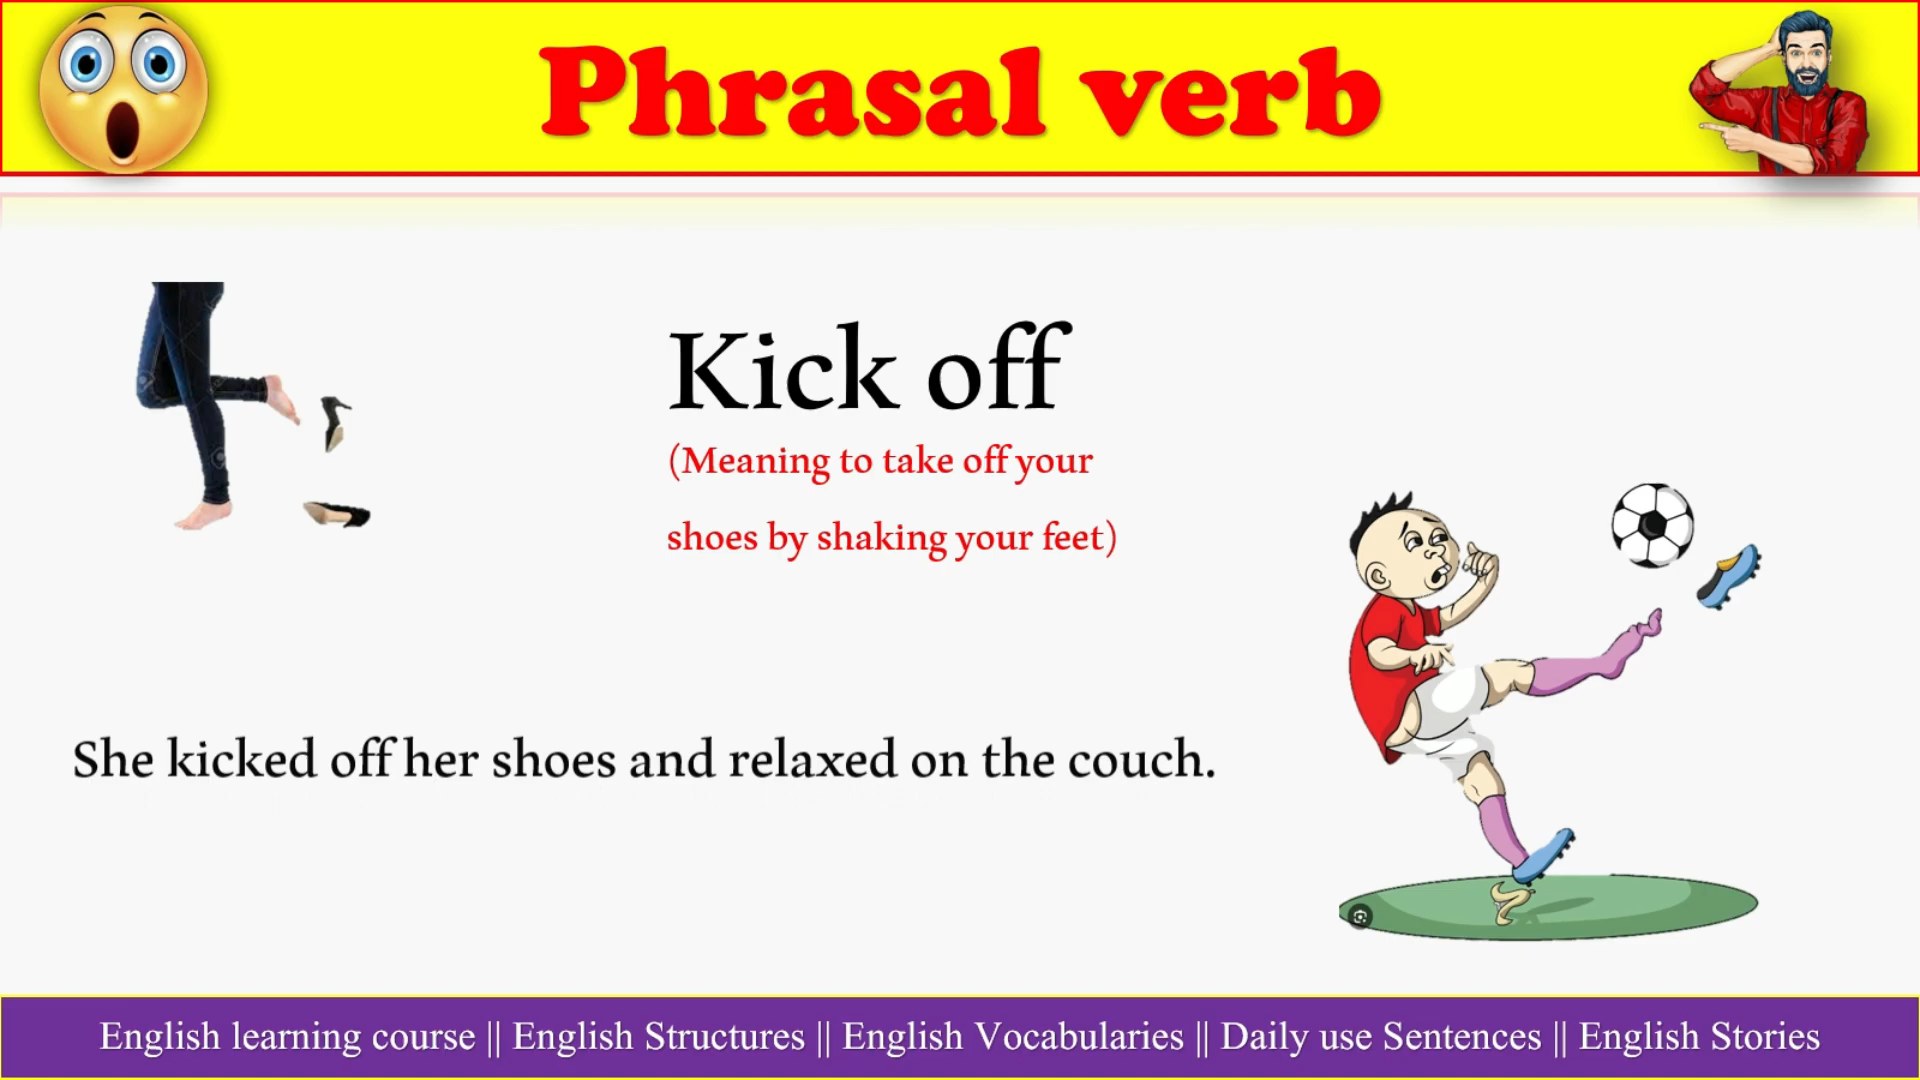 Phrasal verb
Kick off
(Meaning to take off your
shoes by shaking your feet)
She kicked off her shoes and relaxed on the couch.
English learning course || English Structures || English Vocabularies || Daily use Sentences || English Stories